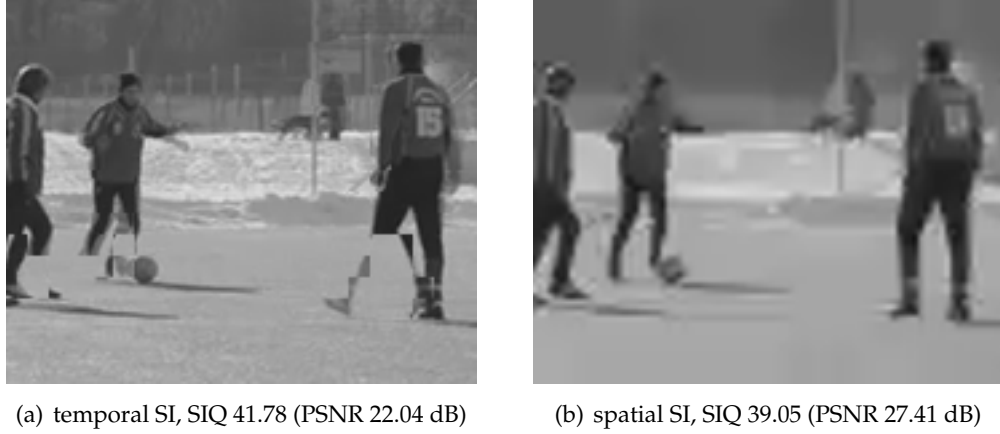 15
(a) temporal SI, SIQ 41.78 (PSNR 22.04 dB)
(b) spatial SI, SIQ 39.05 (PSNR 27.41 dB)